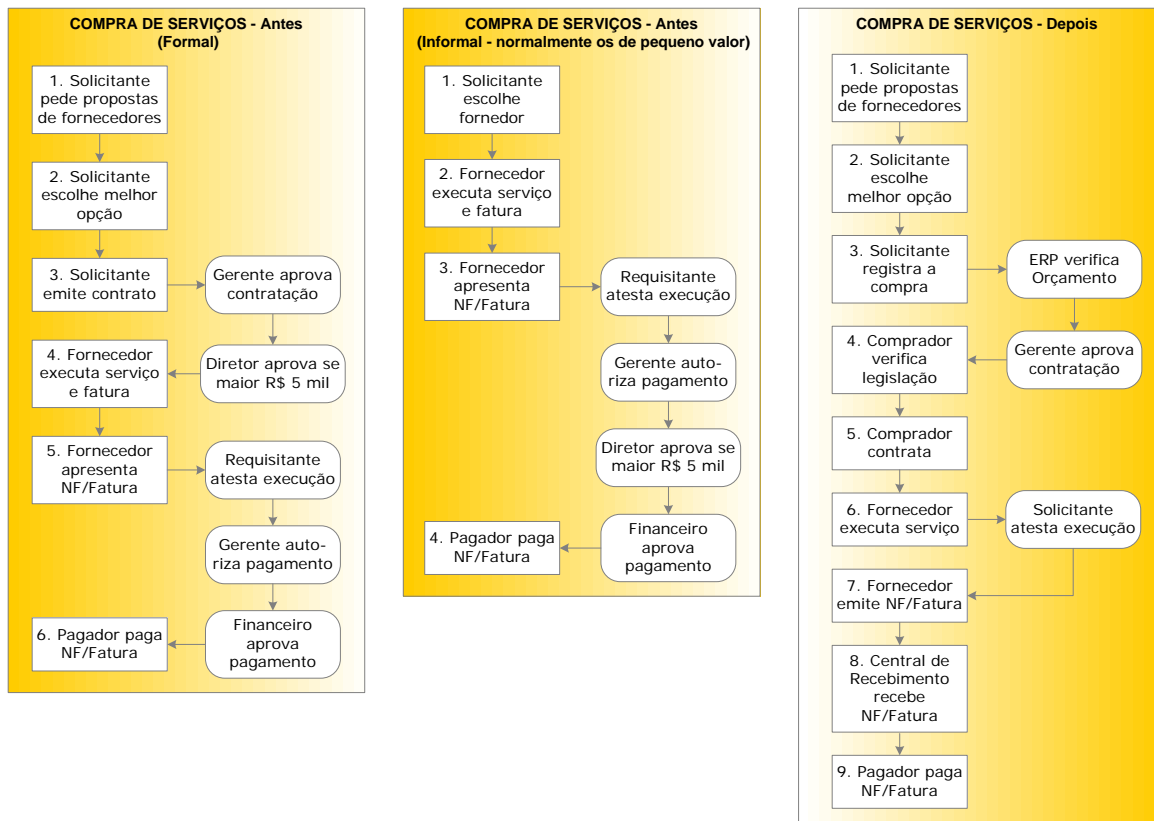 COMPRA DE SERVIÇOS - Antes
(Formal)
1. Solicitante
pede propostas
de fornecedores
2. Solicitante
escolhe melhor
opção
3. Solicitante
emite contrato
Gerente aprova
contratação
Diretor aprova se
maior R$ 5 mil
4. Fornecedor
executa serviço
e fatura
5. Fornecedor
apresenta
NF/Fatura
Requisitante
atesta execução
Gerente auto-
riza pagamento
Financeiro
aprova
pagamento
6. Pagador paga
NF/Fatura
COMPRA DE SERVIÇOS - Antes
(Informal - normalmente os de pequeno valor)
1. Solicitante
escolhe
fornedor
2. Fornecedor
executa serviço
e fatura
3. Fornecedor
apresenta
NF/Fatura
Requisitante
atesta execução
Gerente auto-
riza pagamento
Diretor aprova se
maior R$ 5 mil
Financeiro
aprova
pagamento
4. Pagador paga
NF/Fatura
COMPRA DE SERVIÇOS - Depois
1. Solicitante
pede propostas
de fornecedores
2. Solicitante
escolhe
melhor opção
3. Solicitante
registra a
compra
ERP verifica
Orçamento
Gerente aprova
contratação
4. Comprador
verifica
legislação
5. Comprador
contrata
6. Fornecedor
executa serviço
Solicitante
atesta execução
7. Fornecedor
emite NF/Fatura
8. Central de
Recebimento
recebe
NF/Fatura
9. Pagador paga
NF/Fatura